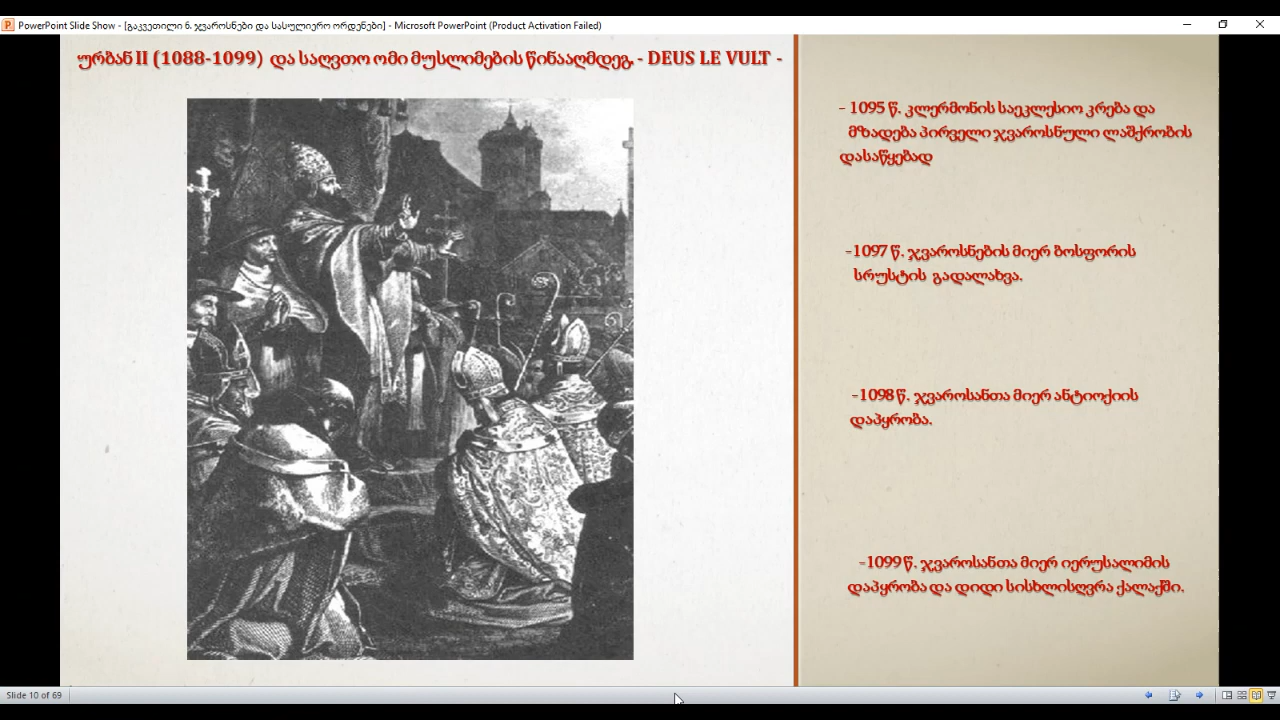 PowerPoint Slide Show - [გაკვეთილი 6. ჯვაროსნები და სასულიერო ორდენები] - Microsoft PowerPoint (Product Activation Failed)
ურბან II (1088-1099) და საღვთო ომი მუსლიმების წინააღმდეგ. - DEUS LE VULT -
- 1095 წ. კლერმონის საეკლესიო კრება და
მზადება პირველი ჯვაროსნული ლაშქრობის
დასაწყებად
-1097 წ. ჯვაროსნების მიერ ბოსფორის
სრუსტის გადალახვა.
-1098 წ. ჯვაროსანთა მიერ ანტიოქიის
დაპყრობა.
-1099 წ. ჯვაროსანთა მიერ იერუსალიმის
დაპყრობა და დიდი სისხლისღვრა ქალაქში.
Slide 10 of 69